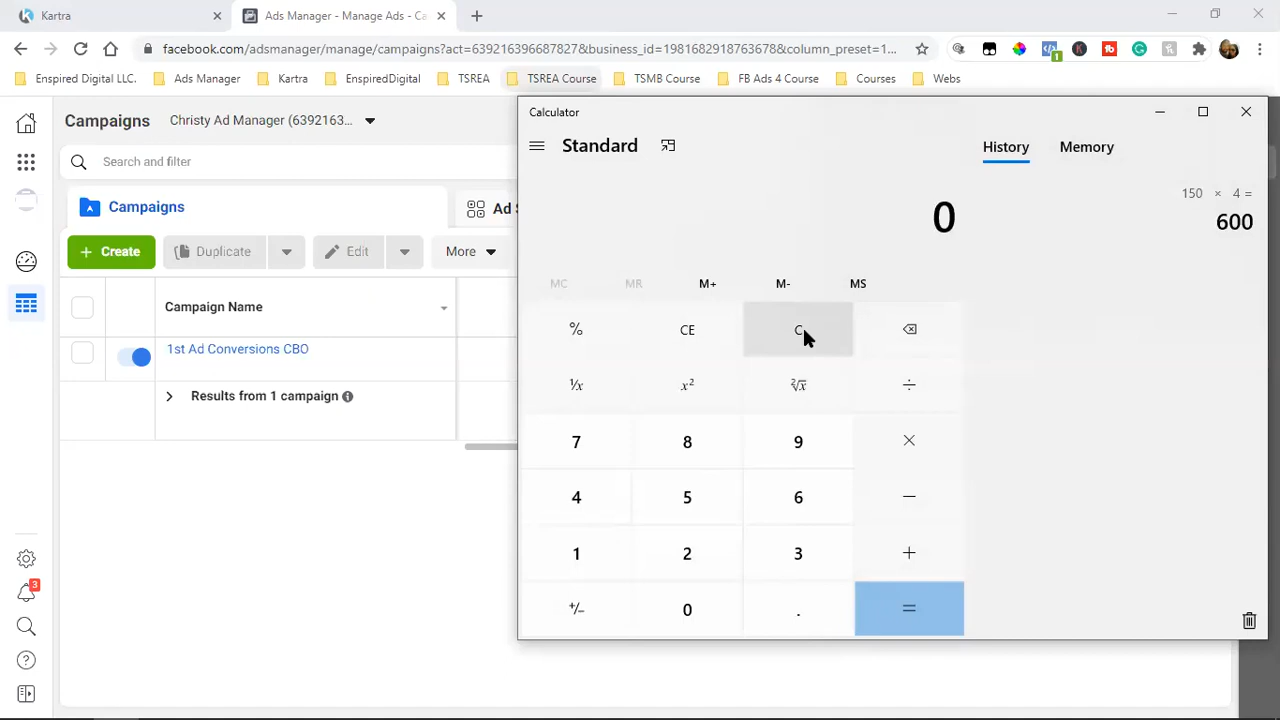 Kartra
Ads Manager - Manage Ads - Ca
facebook.com/adsmanager/manage/campaigns?act=639216396687827&business_id=1981682918763678&column_preset=1...
1
Enspired Digital LLC.
Ads Manager
Kartra
EnspiredDigital
TSREA
TSREA Course
TSMB Course
FB Ads 4 Course
Courses
Webs
Campaigns
Christy Ad Manager (6392163...
Search and filter
Campaigns
Ad S
+ Create
Duplicate
Edit
More
Campaign Name
1st Ad Conversions CBO
Results from 1 campaign
3
Calculator
Standard
History
Memory
150 × 4 =
600
0
MC
MR
M+
M-
MS
%
CE
C
⌫
¹/x
x²
²√x
÷
7
8
9
×
4
5
6
−
1
2
3
+
+/−
0
.
=